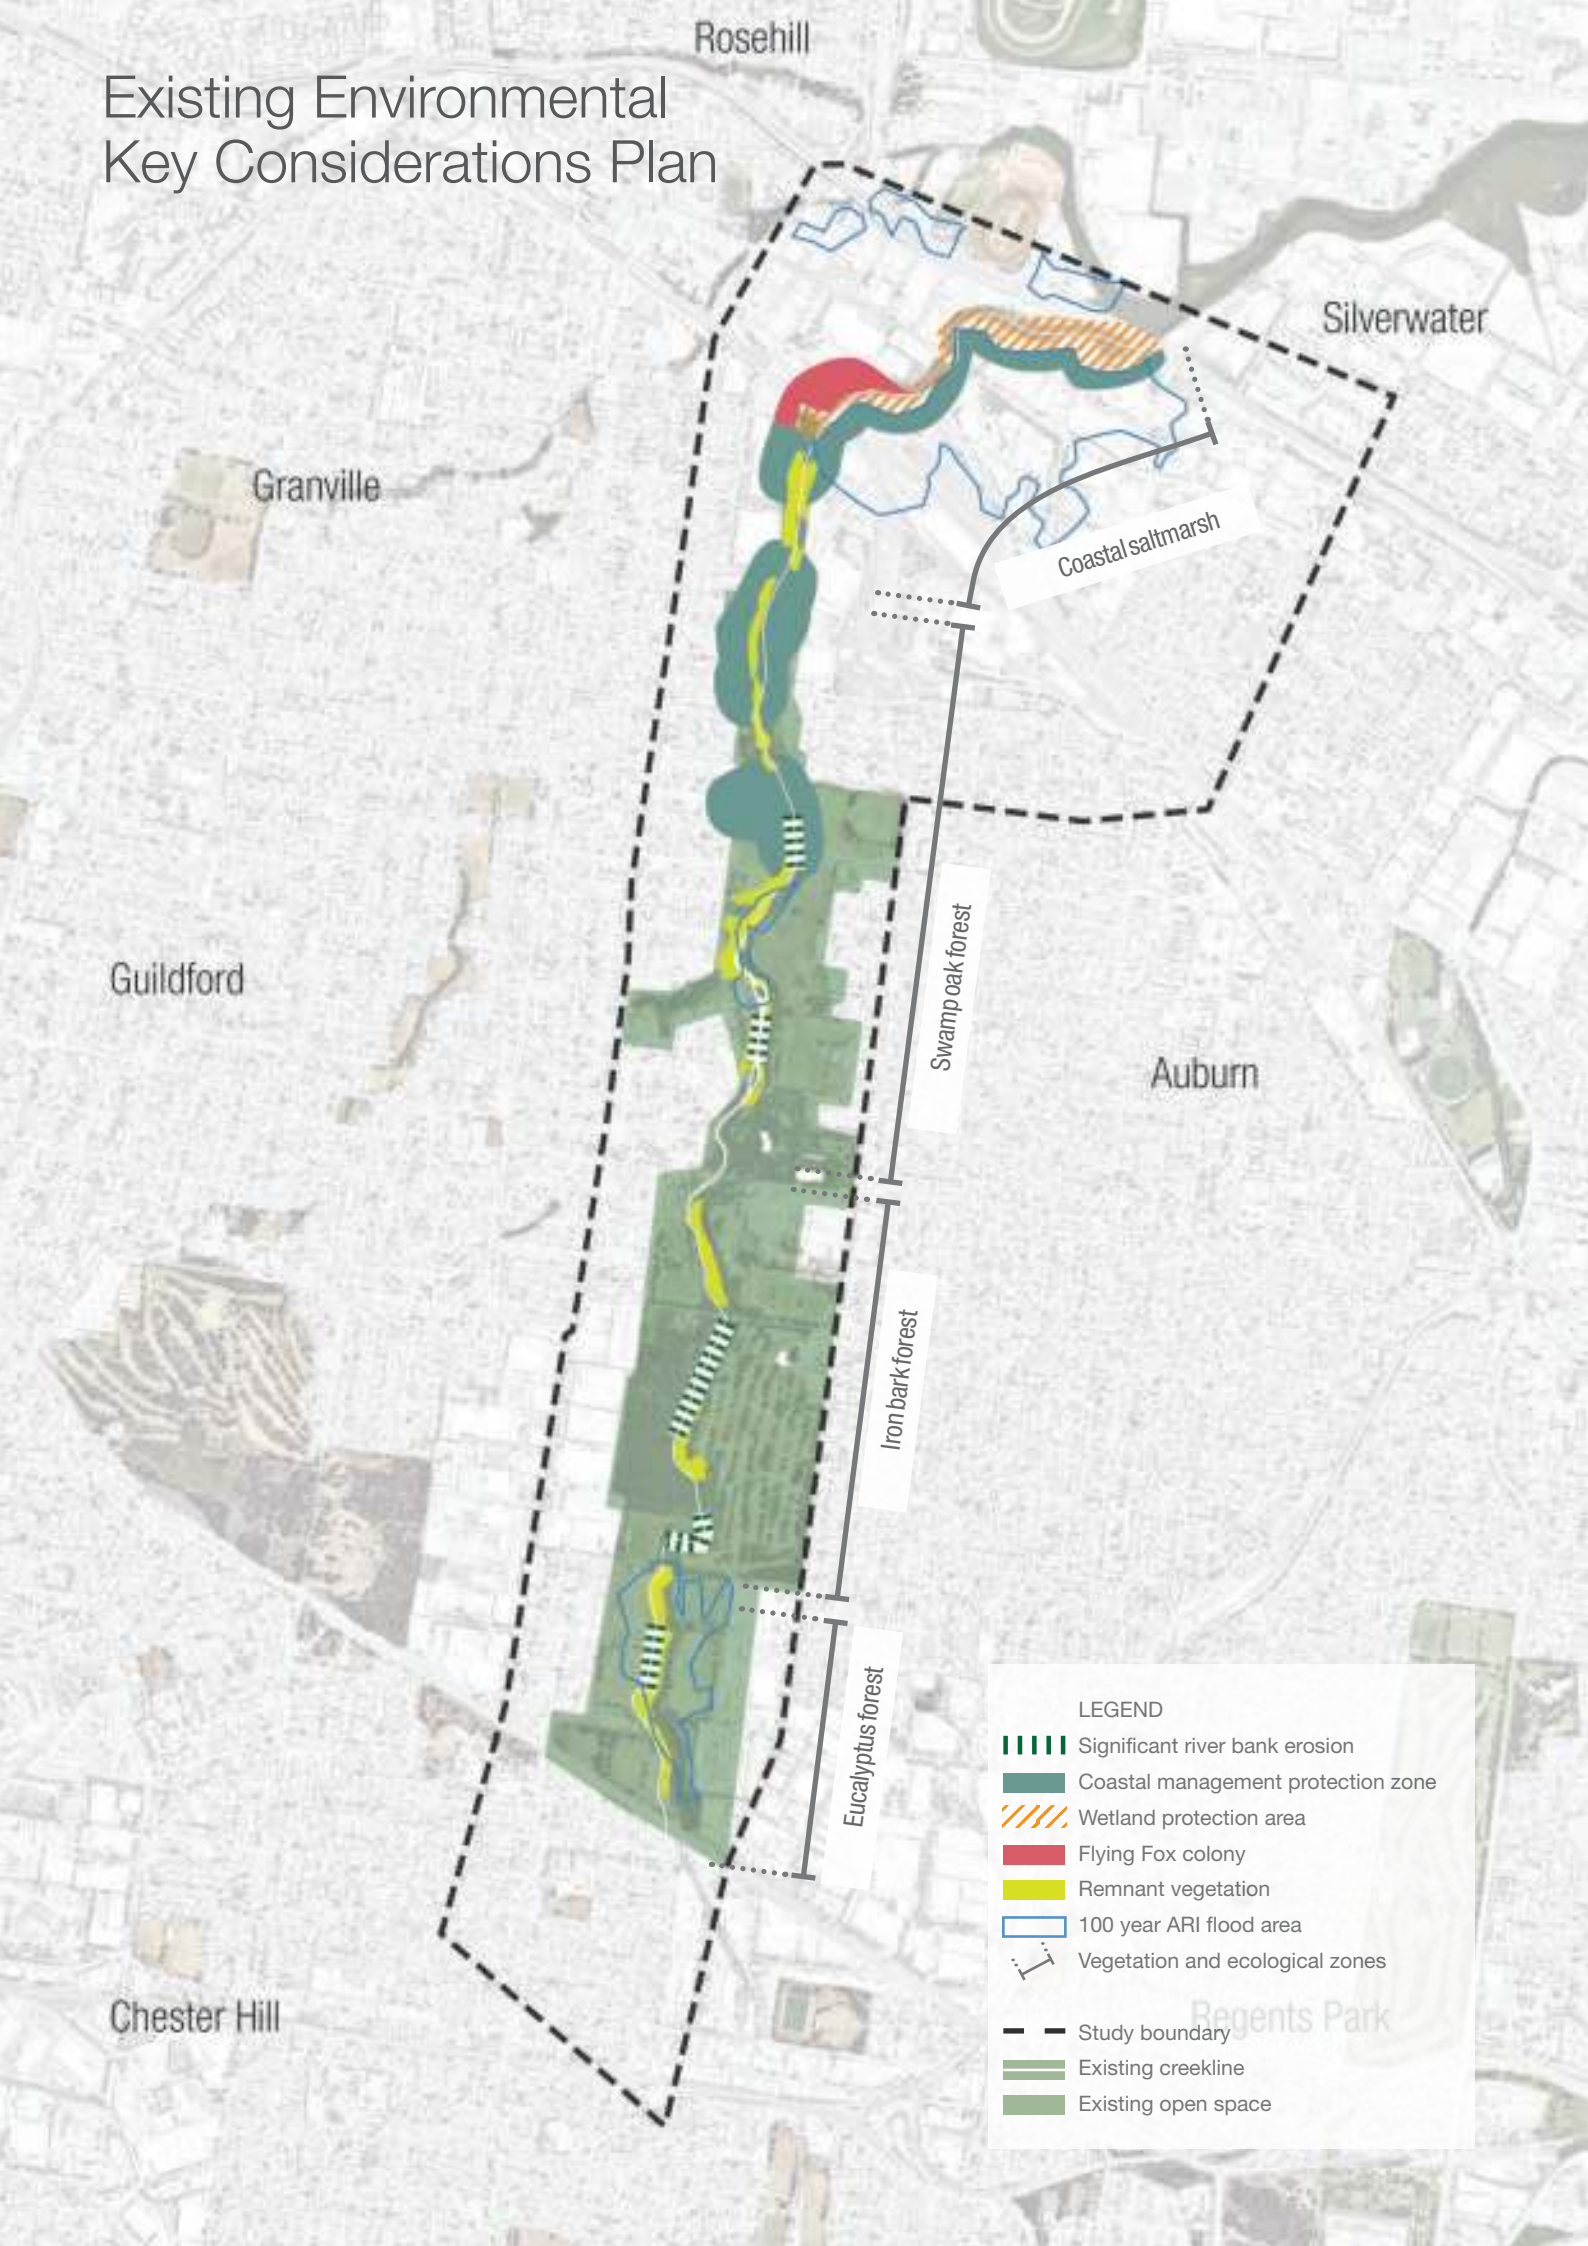 Rosehill
Existing Environmental
Key Considerations Plan
Silverwater
Granville
Coastal saltmarsh
Swamp oak forest
Guildford
Auburn
Iron bark forest
Eucalyptus forest
LEGEND
Significant river bank erosion
Coastal management protection zone
Wetland protection area
Flying Fox colony
Remnant vegetation
100 year ARI flood area
Vegetation and ecological zones
Chester Hill
Regents Park
Study boundary
Existing creekline
Existing open space